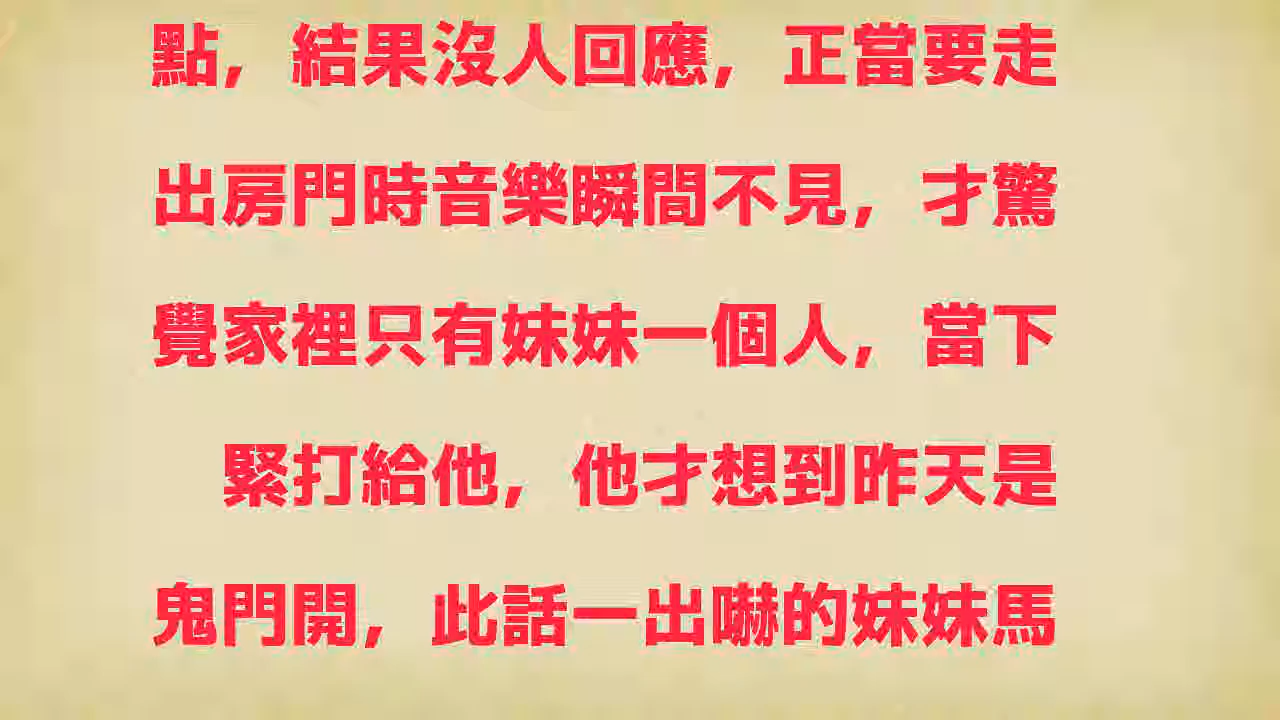 點，結果沒人回應，正當要走
出房門時音樂瞬間不見，才驚
覺家裡只有妹妹一個人，當下
緊打給他，他才想到昨天是
鬼門開，此話一出嚇的妹妹馬